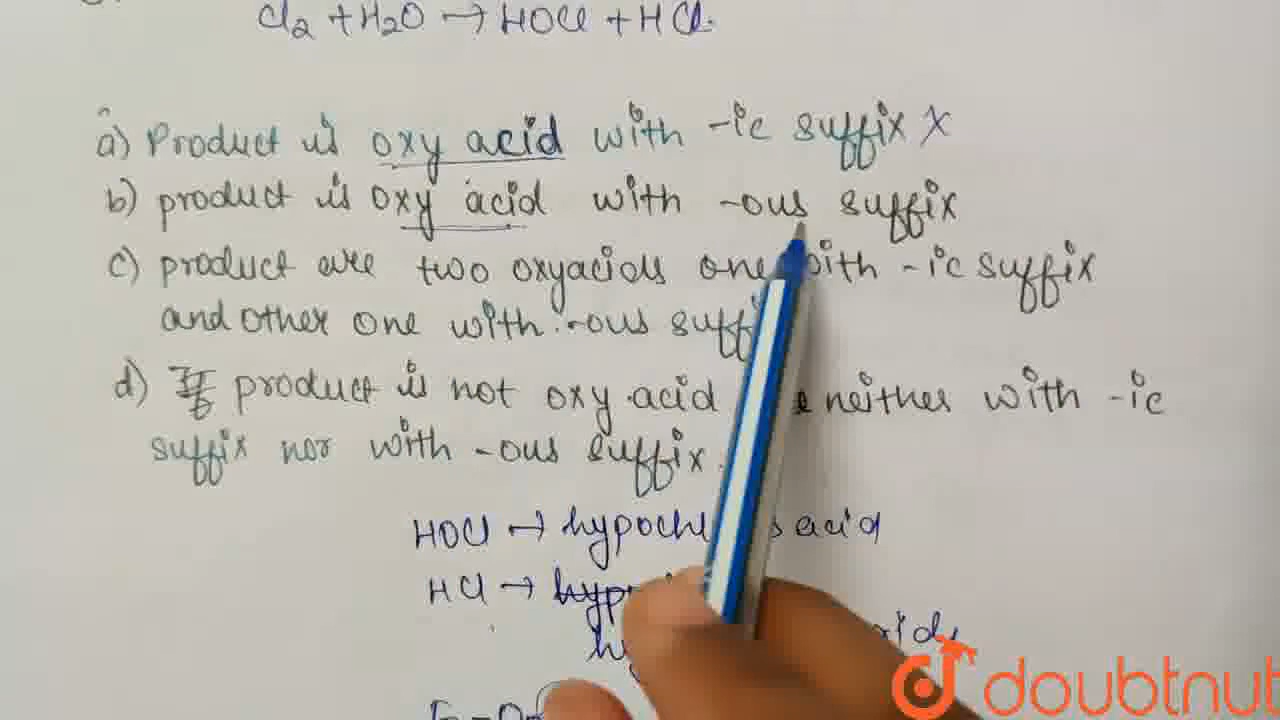 Cl2 + H2O → HOCl + HCl.
a) Product is oxy acid with -ic suffix X
b) product is oxy acid with -ous suffix
c) product are two oxyacids one with -ic suffix
and other one with -ous
d) product is not oxy acid neither with -ic
suffix nor with -ous suffix.
HOCl → acid
HCl →
doubtnut